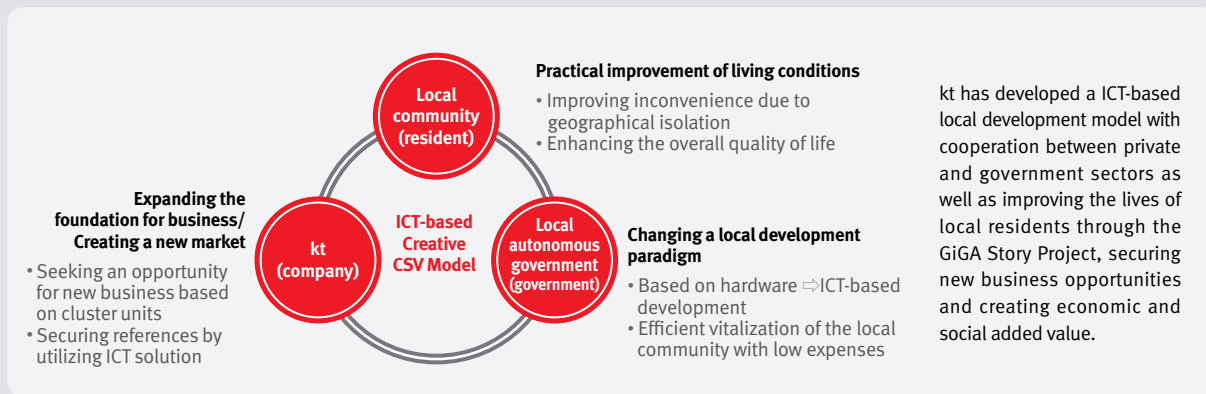 Local
community
(resident)
Practical improvement of living conditions
• Improving inconvenience due to
geographical isolation
• Enhancing the overall quality of life
Expanding the
foundation for business/
Creating a new market
• Seeking an opportunity
for new business based
on cluster units
• Securing references by
utilizing ICT solution
kt
(company)
ICT-based
Creative
CSV Model
Local
autonomous
government
(government)
Changing a local development
paradigm
• Based on hardware ⇨ICT-based
development
• Efficient vitalization of the local
community with low expenses
kt has developed a ICT-based
local development model with
cooperation between private
and government sectors as
well as improving the lives of
local residents through the
GiGA Story Project, securing
new business opportunities
and creating economic and
social added value.